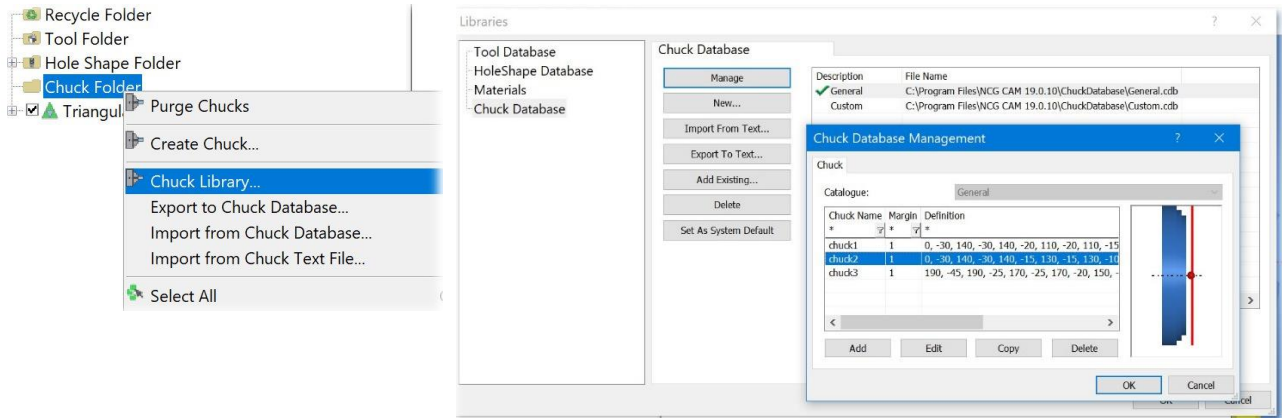 Recycle Folder
Tool Folder
Hole Shape Folder
Chuck Folder
Triangul
Purge Chucks
Create Chuck...
Chuck Library...
Export to Chuck Database...
Import from Chuck Database...
Import from Chuck Text File...
Select All
Libraries
Tool Database
HoleShape Database
Materials
Chuck Database
Chuck Database
Manage
New...
Import From Text...
Export To Text...
Add Existing...
Delete
Set As System Default
Description File Name
General C:\Program Files\NCG CAM 19.0.10\ChuckDatabase\General.cdb
Custom C:\Program Files\NCG CAM 19.0.10\ChuckDatabase\Custom.cdb
Chuck Database Management
Chuck
Catalogue: General
Chuck Name Margin Definition
* * *
chuck1 1 0, -30, 140, -30, 140, -20, 110, -20, 110, -15
chuck2 1 0, -30, 140, -30, 140, -15, 130, -15, 130, -10
chuck3 1 190, -45, 190, -25, 170, -25, 170, -20, 150, -
Add Edit Copy Delete
OK Cancel